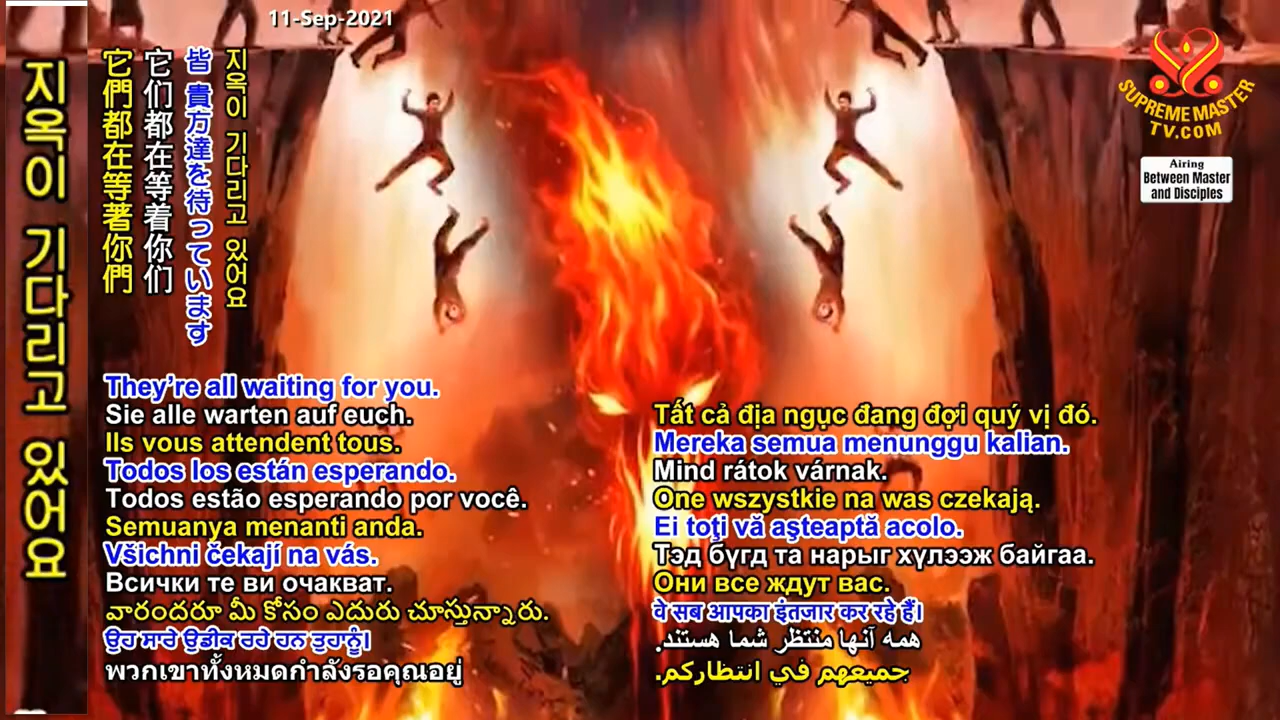 11-Sep-2021
SUPREME MASTER
TV.COM
Airing
Between Master
and Disciples
지옥이 기다리고 있어요
它們都在等著你們
它们都在等着你们
皆 貴方達を待っています
지옥이 기다리고 있어요
They’re all waiting for you.
Sie alle warten auf euch.
Ils vous attendent tous.
Todos los están esperando.
Todos estão esperando por você.
Semuanya menanti anda.
Všichni čekají na vás.
Всички те ви очакват.
వారందరూ మీ కోసం ఎదురు చూస్తున్నారు.
ਉਹ ਸਾਰੇ ਉਡੀਕ ਰਹੇ ਹਨ ਤੁਹਾਨੂੰ।
พวกเขาทั้งหมดกำลังรอคุณอยู่
Tất cả địa ngục đang đợi quý vị đó.
Mereka semua menunggu kalian.
Mind rátok várnak.
One wszystkie na was czekają.
Ei toţi vă aşteaptă acolo.
Тэд бүгд та нарыг хүлээж байгаа.
Они все ждут вас.
वे सब आपका इंतजार कर रहे हैं।
همه آنها منتظر شما هستند.
جميعهم في انتظاركم.